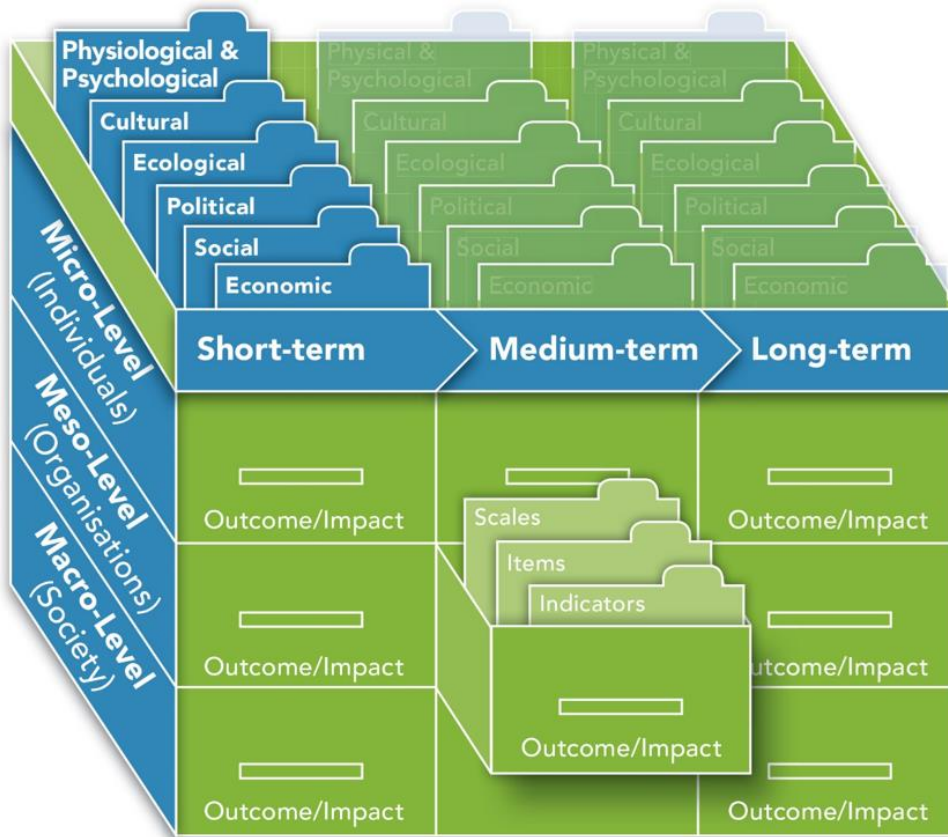 Physiological &
Psychological
Cultural
Ecological
Political
Social
Economic
Physical &
Psychological
Cultural
Ecological
Political
Social
Economic
Physical &
Psychological
Cultural
Ecological
Political
Social
Economic
Short-term
Medium-term
Long-term
Micro-Level
(Individuals)
Meso-Level
(Organisations)
Macro-Level
(Society)
Outcome/Impact
Scales
Items
Indicators
Outcome/Impact
Outcome/Impact
Outcome/Impact
Outcome/Impact
Outcome/Impact
Outcome/Impact